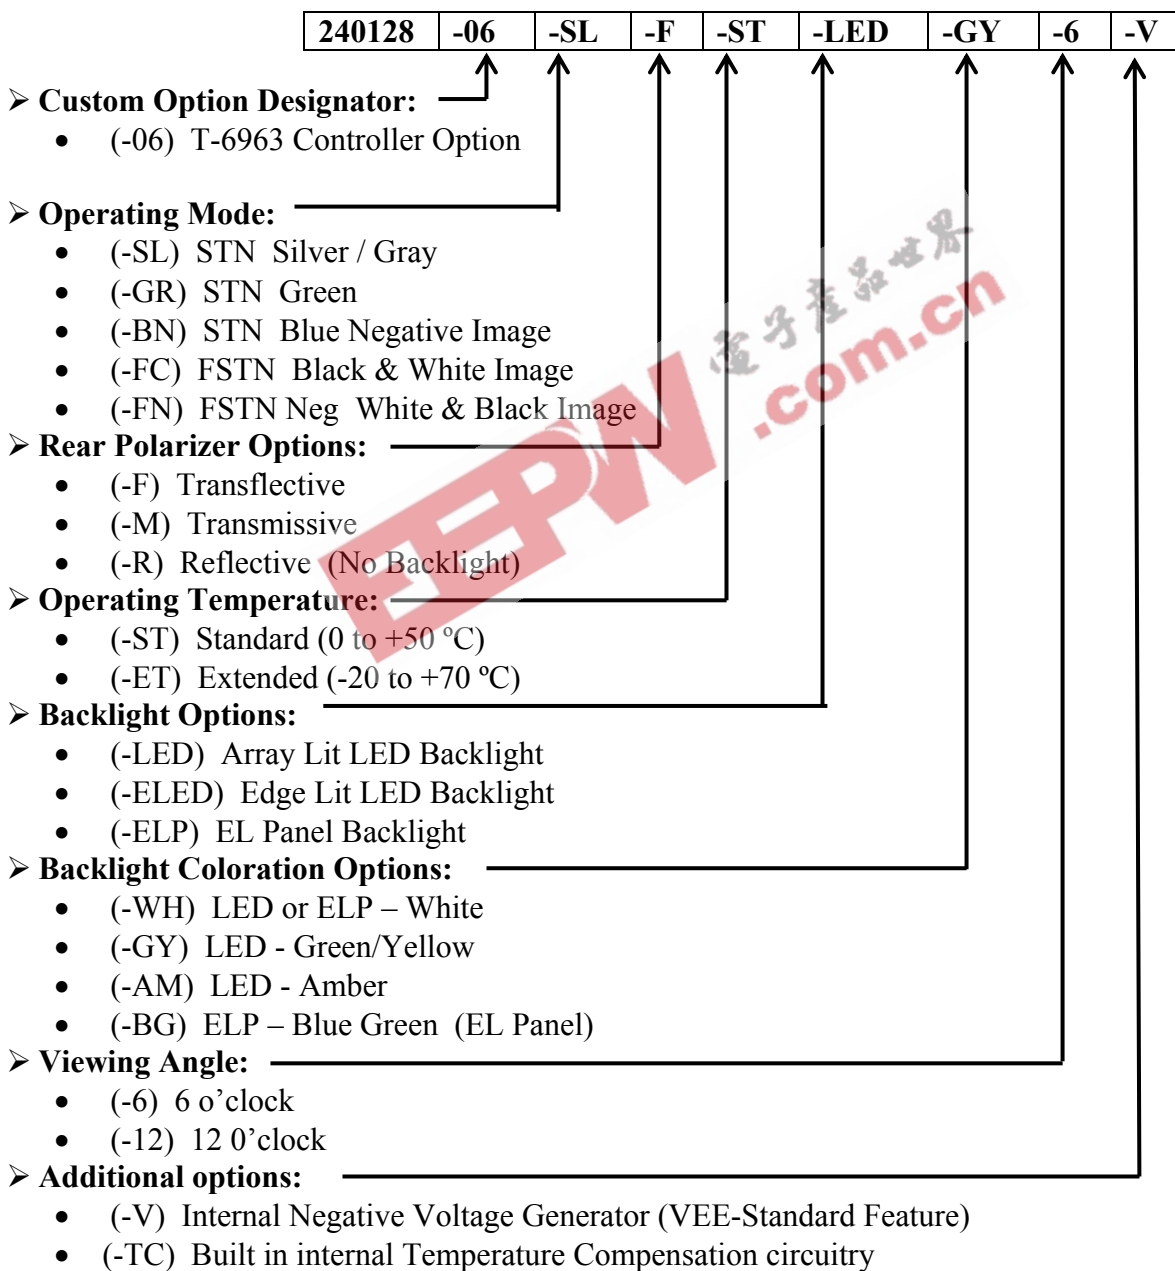 240128 -06 -SL -F -ST -LED -GY -6 -V
➢ Custom Option Designator:
• (-06) T-6963 Controller Option
➢ Operating Mode:
• (-SL) STN Silver / Gray
• (-GR) STN Green
• (-BN) STN Blue Negative Image
• (-FC) FSTN Black & White Image
• (-FN) FSTN Neg White & Black Image
➢ Rear Polarizer Options:
• (-F) Transflective
• (-M) Transmissive
• (-R) Reflective (No Backlight)
➢ Operating Temperature:
• (-ST) Standard (0 to +50 ºC)
• (-ET) Extended (-20 to +70 ºC)
➢ Backlight Options:
• (-LED) Array Lit LED Backlight
• (-ELED) Edge Lit LED Backlight
• (-ELP) EL Panel Backlight
➢ Backlight Coloration Options:
• (-WH) LED or ELP – White
• (-GY) LED - Green/Yellow
• (-AM) LED - Amber
• (-BG) ELP – Blue Green (EL Panel)
➢ Viewing Angle:
• (-6) 6 o’clock
• (-12) 12 0’clock
➢ Additional options:
• (-V) Internal Negative Voltage Generator (VEE-Standard Feature)
• (-TC) Built in internal Temperature Compensation circuitry
EEPW
電子產品世界
.com.cn